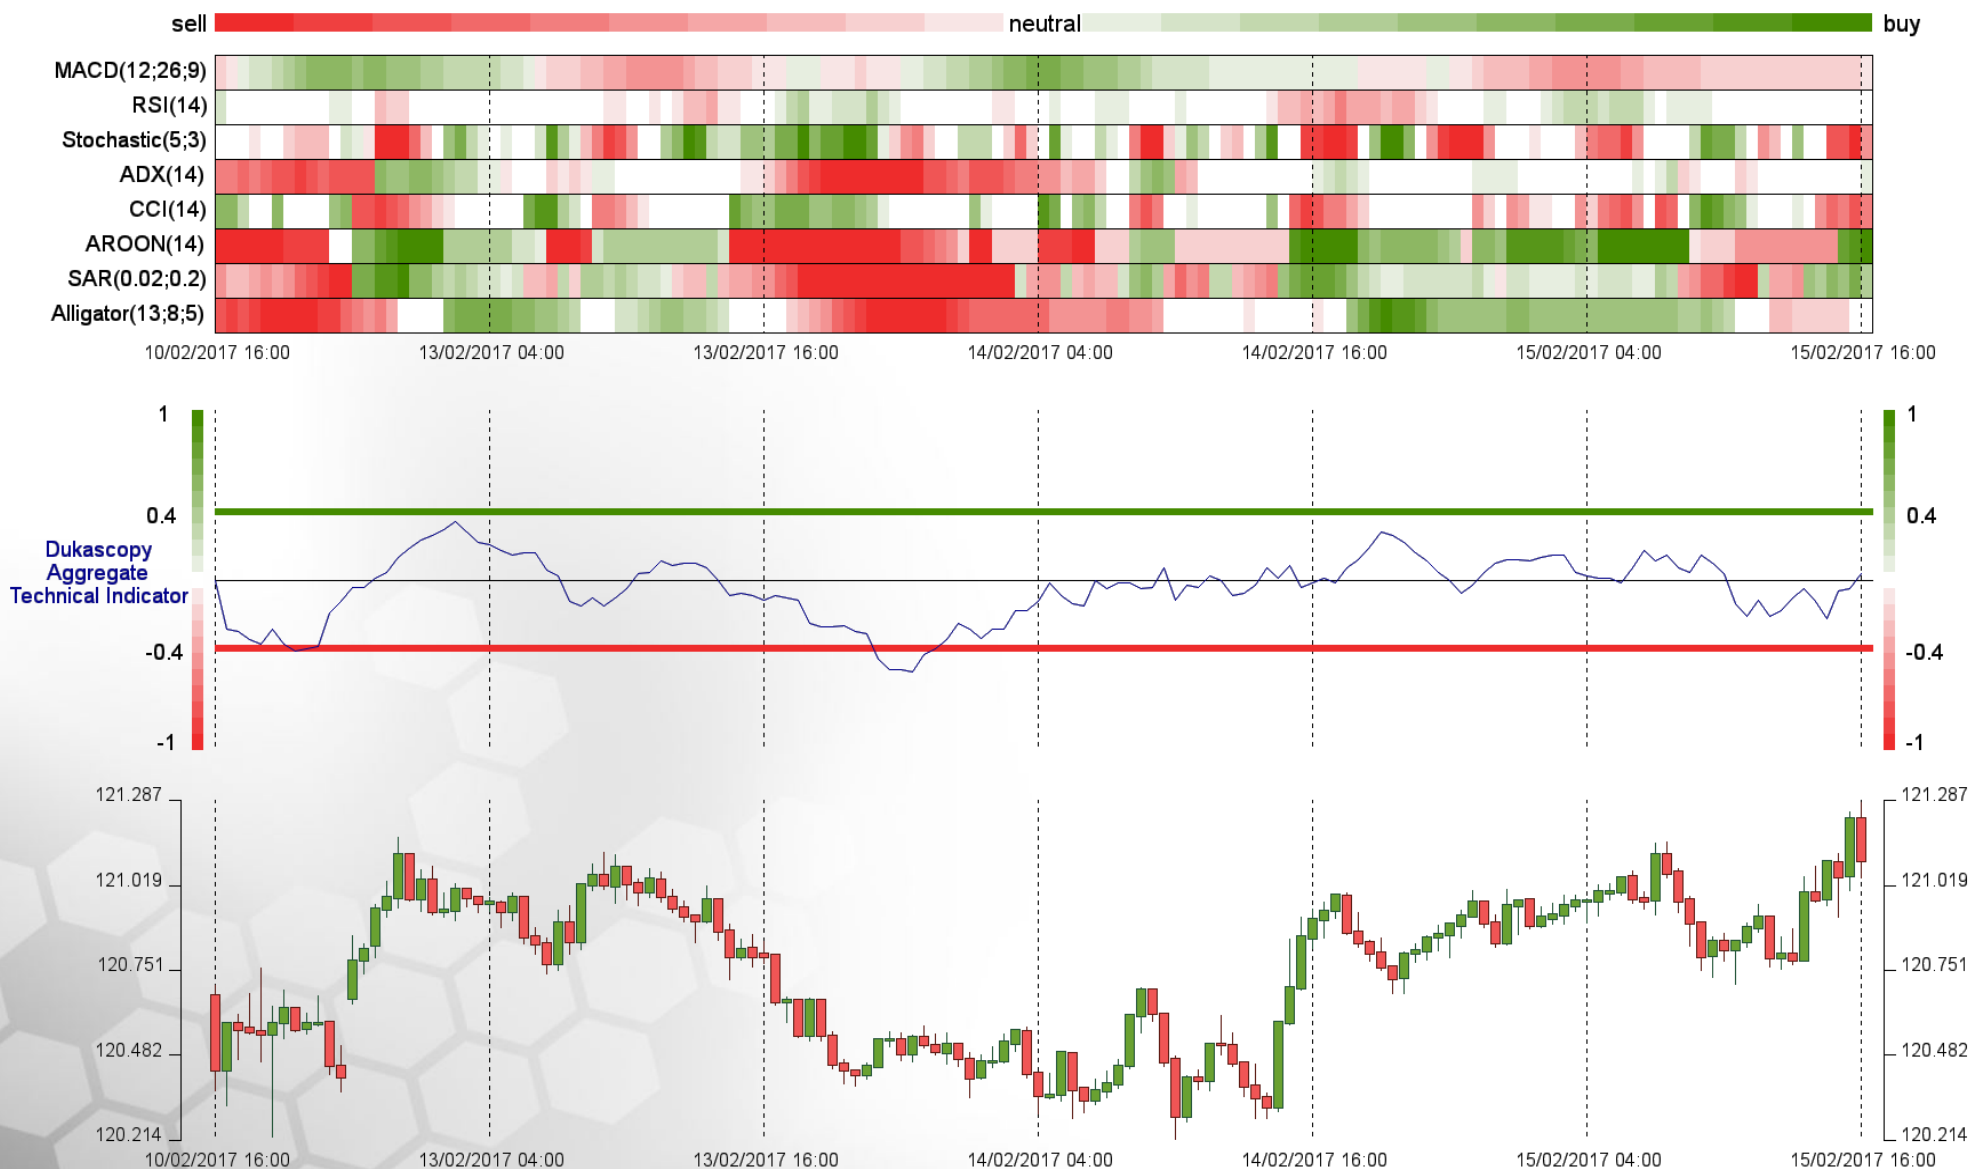 sell neutral buy
MACD(12;26;9)
RSI(14)
Stochastic(5;3)
ADX(14)
CCI(14)
AROON(14)
SAR(0.02;0.2)
Alligator(13;8;5)
10/02/2017 16:00 13/02/2017 04:00 13/02/2017 16:00 14/02/2017 04:00 14/02/2017 16:00 15/02/2017 04:00 15/02/2017 16:00
1 1
0.4 0.4
Dukascopy
Aggregate
Technical Indicator
-0.4 -0.4
-1 -1
121.287 121.287
121.019 121.019
120.751 120.751
120.482 120.482
120.214 120.214
10/02/2017 16:00 13/02/2017 04:00 13/02/2017 16:00 14/02/2017 04:00 14/02/2017 16:00 15/02/2017 04:00 15/02/2017 16:00